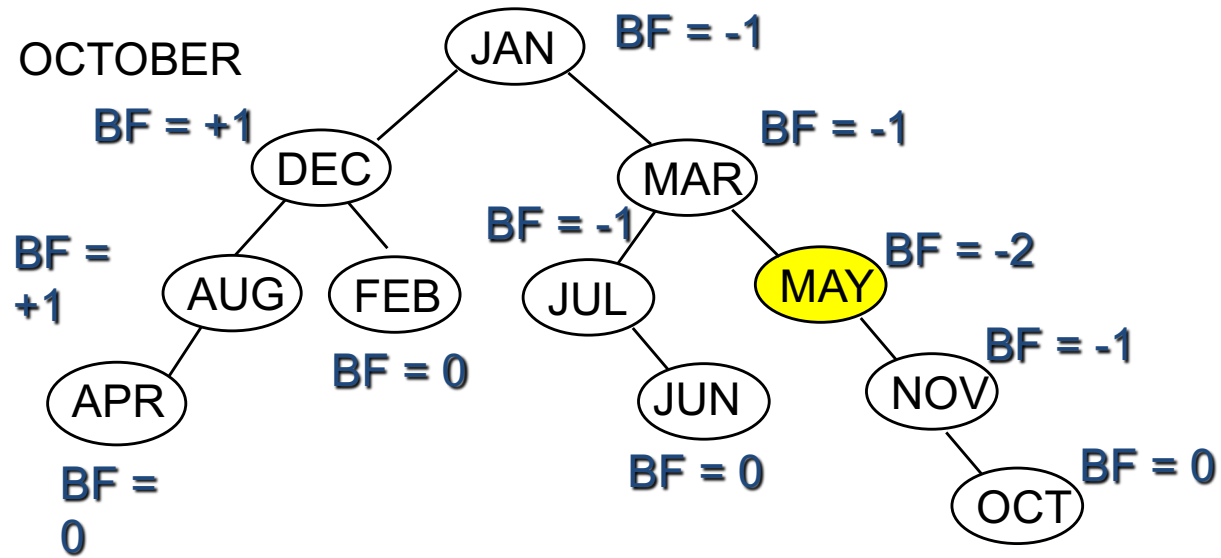 OCTOBER
JAN
BF = -1
BF = +1
DEC
BF = -1
MAR
BF =
+1
AUG
FEB
BF = -1
JUL
MAY
BF = -2
APR
BF = 0
JUN
BF = -1
NOV
BF =
0
BF = 0
OCT
BF = 0